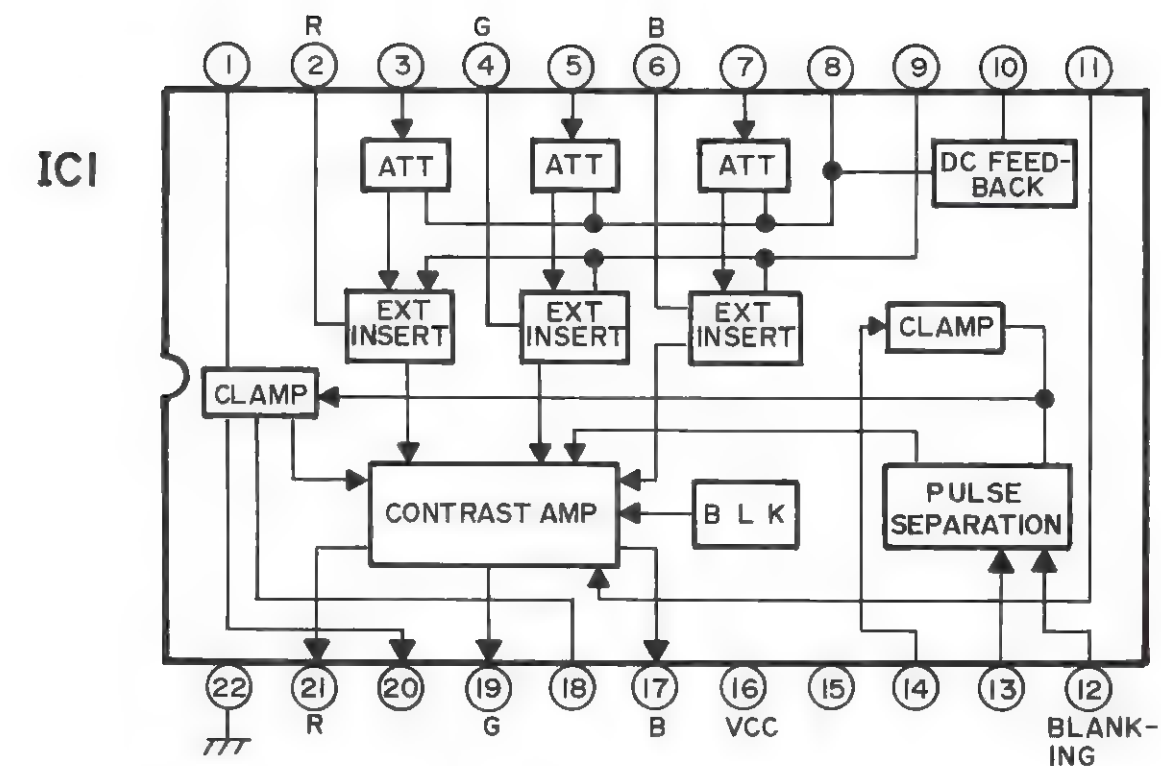 R G B
1 2 3 4 5 6 7 8 9 10 11
IC1
ATT ATT ATT
DC FEED-
BACK
EXT
INSERT
EXT
INSERT
EXT
INSERT
CLAMP
CLAMP
CONTRAST AMP
BLK
PULSE
SEPARATION
22 21 20 19 18 17 16 15 14 13 12
R G B VCC
BLANK-
ING